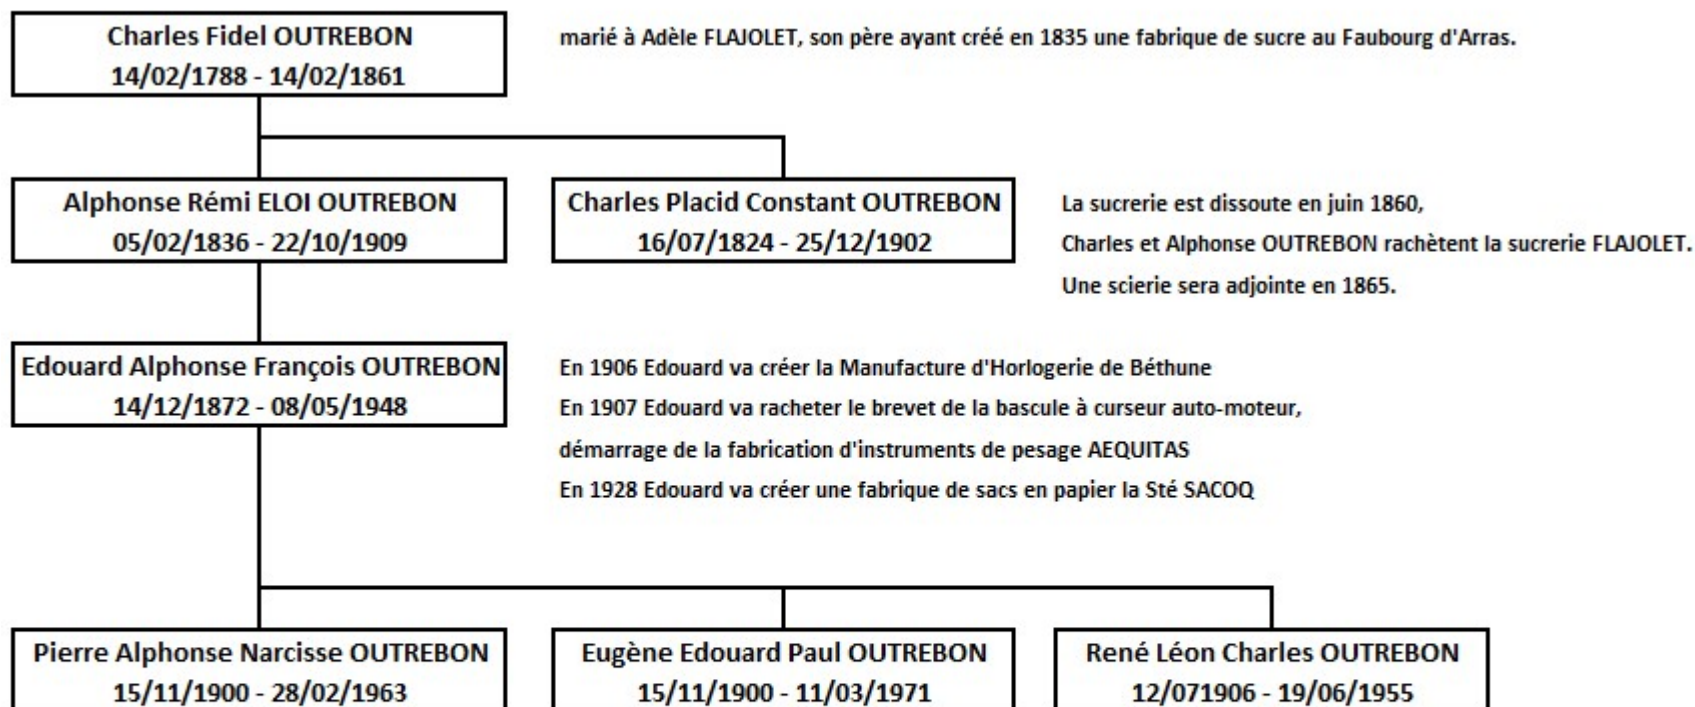 Charles Fidel OUTREBON
14/02/1788 - 14/02/1861
marié à Adèle FLAJOLET, son père ayant créé en 1835 une fabrique de sucre au Faubourg d'Arras.
Alphonse Rémi ELOI OUTREBON
05/02/1836 - 22/10/1909
Charles Placid Constant OUTREBON
16/07/1824 - 25/12/1902
La sucrerie est dissoute en juin 1860,
Charles et Alphonse OUTREBON rachètent la sucrerie FLAJOLET.
Une scierie sera adjointe en 1865.
Edouard Alphonse François OUTREBON
14/12/1872 - 08/05/1948
En 1906 Edouard va créer la Manufacture d'Horlogerie de Béthune
En 1907 Edouard va racheter le brevet de la bascule à curseur auto-moteur,
démarrage de la fabrication d'instruments de pesage AEQUITAS
En 1928 Edouard va créer une fabrique de sacs en papier la Sté SACOQ
Pierre Alphonse Narcisse OUTREBON
15/11/1900 - 28/02/1963
Eugène Edouard Paul OUTREBON
15/11/1900 - 11/03/1971
René Léon Charles OUTREBON
12/071906 - 19/06/1955